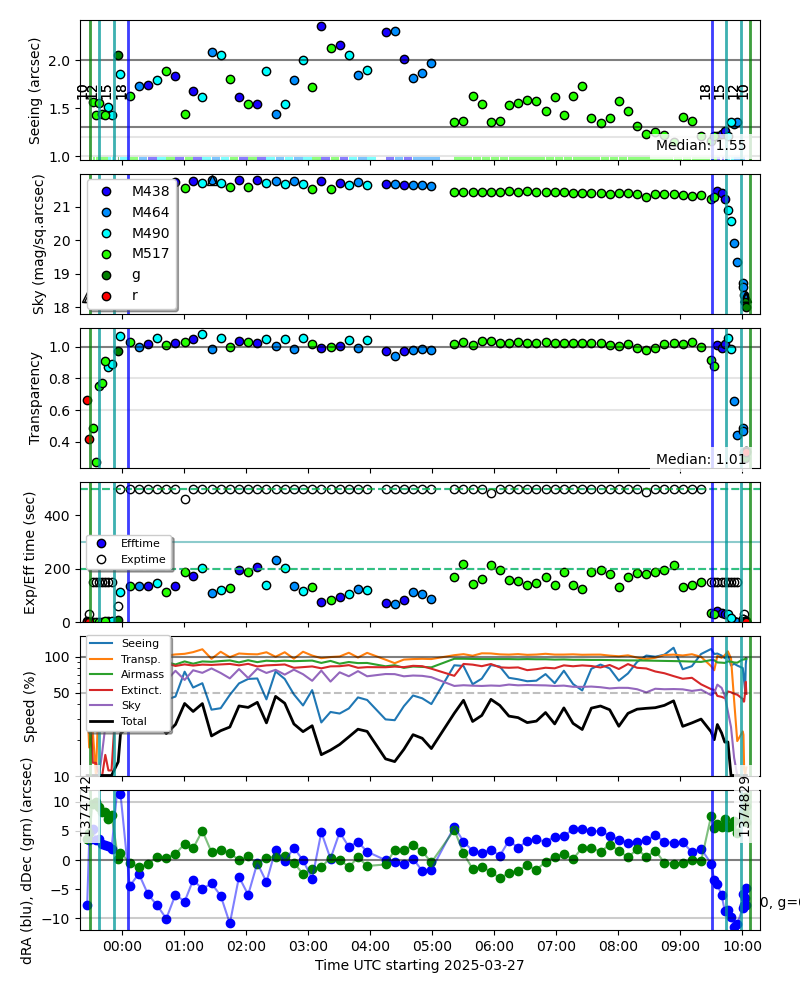 Seeing (arcsec)
2.0
1.5
1.0
10
12
15
18
18
15
12
10
Median: 1.55
Sky (mag/sq.arcsec)
21
20
19
18
M438
M464
M490
M517
g
r
Transparency
1.0
0.8
0.6
0.4
Median: 1.01
Exp/Eff time (sec)
400
200
0
Efftime
Exptime
Speed (%)
100
50
10
Seeing
Transp.
Airmass
Extinct.
Sky
Total
dRA (blu), dDec (grn) (arcsec)
10
5
0
−5
−10
1374742
1374829
0, g=
00:00 01:00 02:00 03:00 04:00 05:00 06:00 07:00 08:00 09:00 10:00
Time UTC starting 2025-03-27